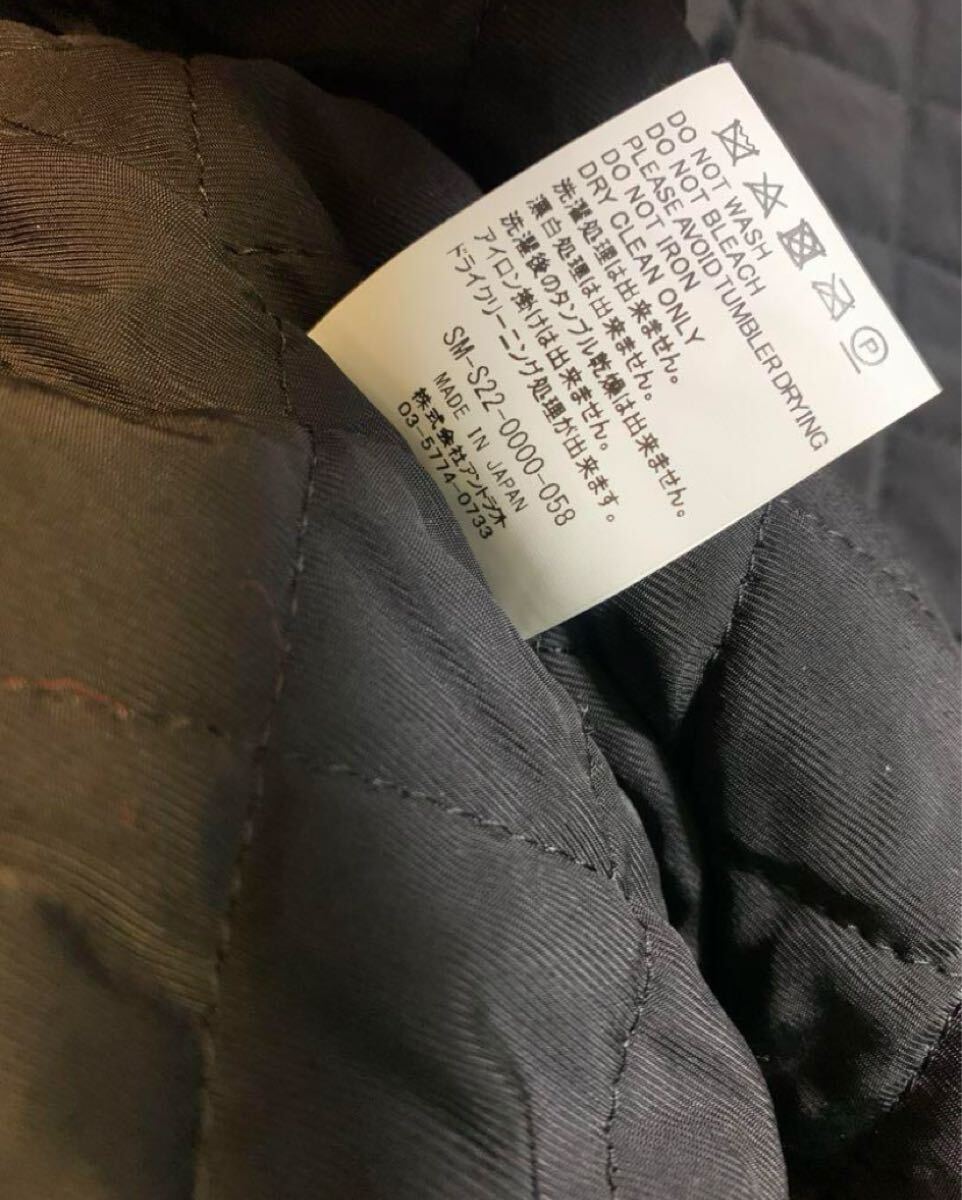 DO NOT WASH
DO NOT BLEACH
PLEASE AVOID TUMBLER DRYING
DO NOT IRON
DRY CLEAN ONLY
洗濯処理は出来ません。
漂白処理は出来ません。
洗濯後のタンブル乾燥は出来ません。
アイロン掛けは出来ません。
ドライクリーニング処理が出来ます。
SM-S22-0000-058
MADE IN JAPAN
株式会社アントラオ
03-5774-0733
P